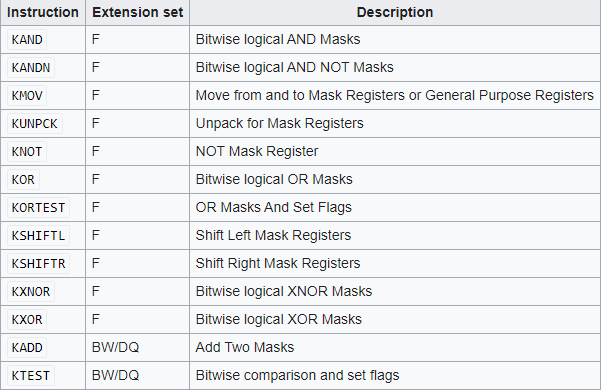 Instruction Extension set Description
KAND F Bitwise logical AND Masks
KANDN F Bitwise logical AND NOT Masks
KMOV F Move from and to Mask Registers or General Purpose Registers
KUNPCK F Unpack for Mask Registers
KNOT F NOT Mask Register
KOR F Bitwise logical OR Masks
KORTEST F OR Masks And Set Flags
KSHIFTL F Shift Left Mask Registers
KSHIFTR F Shift Right Mask Registers
KXNOR F Bitwise logical XNOR Masks
KXOR F Bitwise logical XOR Masks
KADD BW/DQ Add Two Masks
KTEST BW/DQ Bitwise comparison and set flags